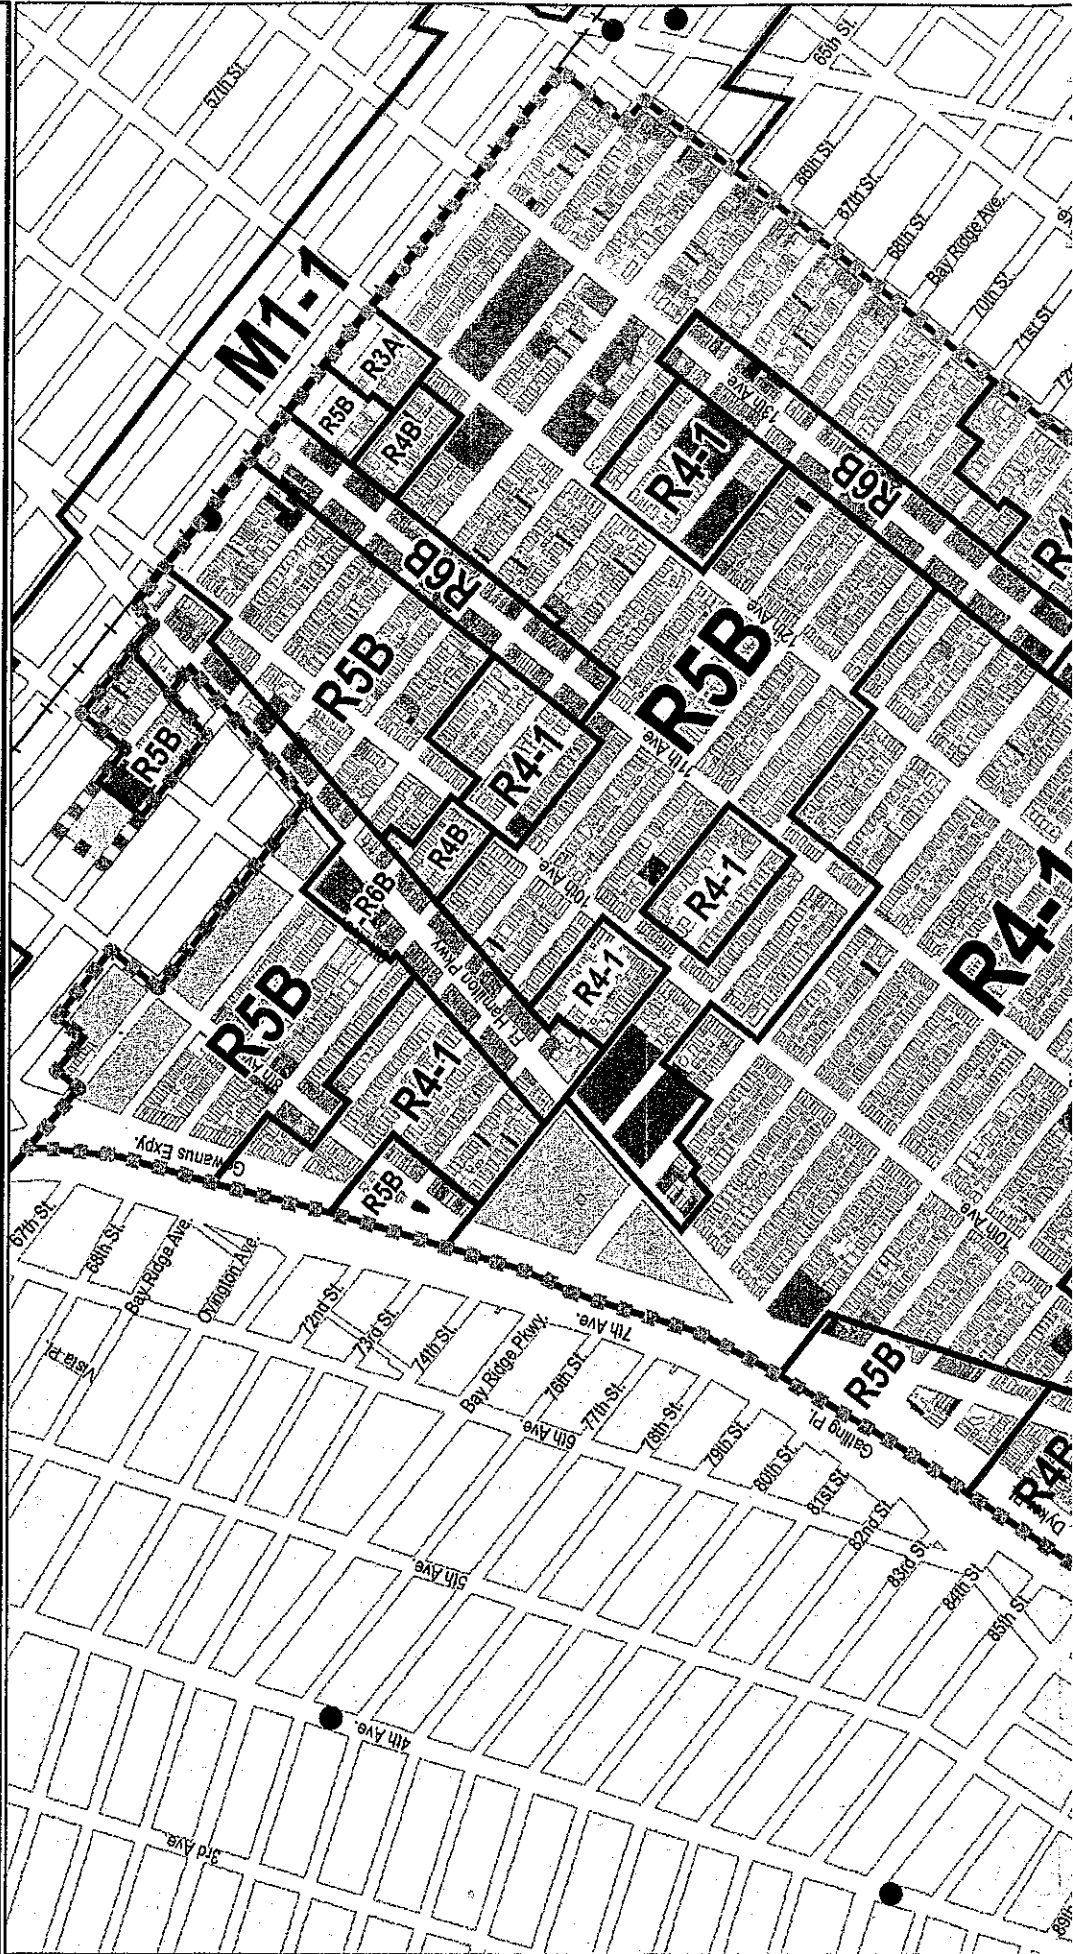 57th St.
65th St.
66th St.
67th St.
68th St.
Bay Ridge Ave.
70th St.
71st St.
M1-1
R3A
R5B
R4B
R4-1
13th Ave
R6B
R6B
R5B
R5B
12th Ave
R5B
R4-1
11th Ave
R4B
R6B
10th Ave
R4-1
R4-1
R4-1
Ft Hamilton Pkwy
R5B
8th Ave
R4-1
Gowanus Expy.
R5B
67th St.
68th St.
Bay Ridge Ave.
Ovington Ave.
72nd St.
73rd St.
74th St.
Bay Ridge Pkwy.
76th St.
77th St.
78th St.
79th St.
80th St.
81st St.
82nd St.
83rd St.
84th St
85th St.
7th Ave.
6th Ave
5th Ave
4th Ave.
3rd Ave.
Vista Pl.
10th Ave
R5B
Gatling Pl.
R4B